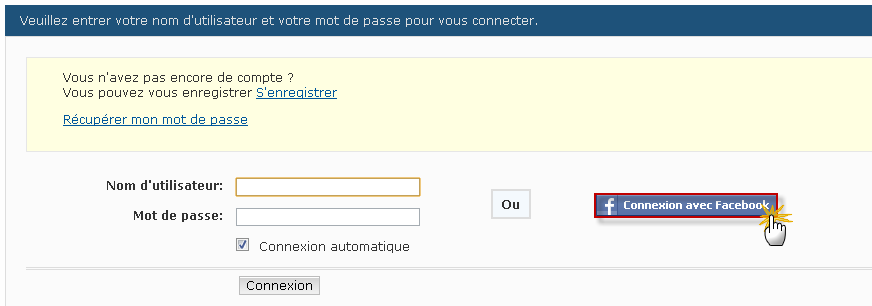 Veuillez entrer votre nom d'utilisateur et votre mot de passe pour vous connecter.
Vous n'avez pas encore de compte ?
Vous pouvez vous enregistrer S'enregistrer
Récupérer mon mot de passe
Nom d'utilisateur:
Mot de passe:
Ou
f Connexion avec Facebook
Connexion automatique
Connexion